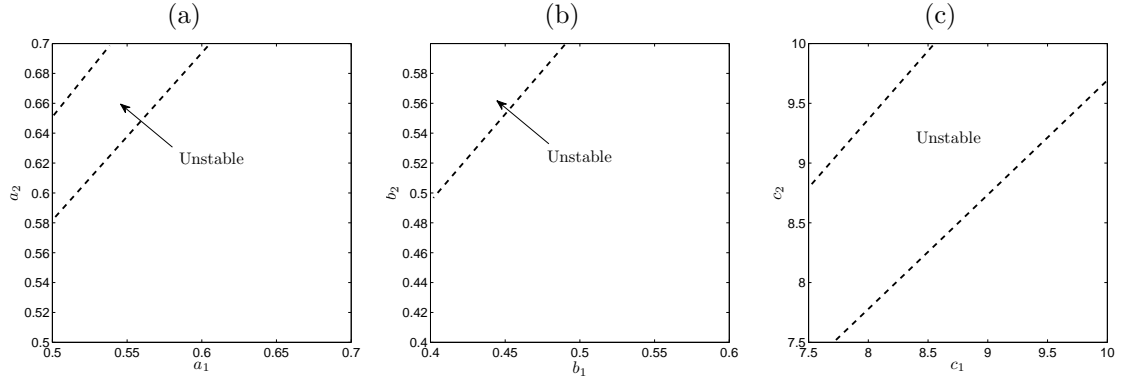 (a)
0.7
0.68
0.66
0.64
0.62
0.6
0.58
0.56
0.54
0.52
0.5
a₂
Unstable
0.5 0.55 0.6 0.65 0.7
a₁
(b)
0.58
0.56
0.54
0.52
0.5
0.48
0.46
0.44
0.42
0.4
b₂
Unstable
0.4 0.45 0.5 0.55 0.6
b₁
(c)
10
9.5
9
8.5
8
7.5
c₂
Unstable
7.5 8 8.5 9 9.5 10
c₁